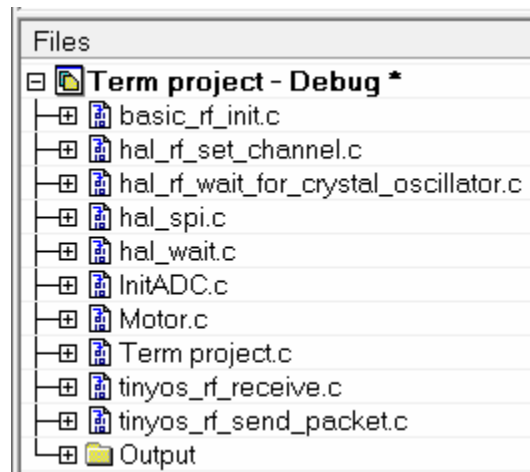 Files
Term project - Debug *
basic_rf_init.c
hal_rf_set_channel.c
hal_rf_wait_for_crystal_oscillator.c
hal_spi.c
hal_wait.c
InitADC.c
Motor.c
Term project.c
tinyos_rf_receive.c
tinyos_rf_send_packet.c
Output